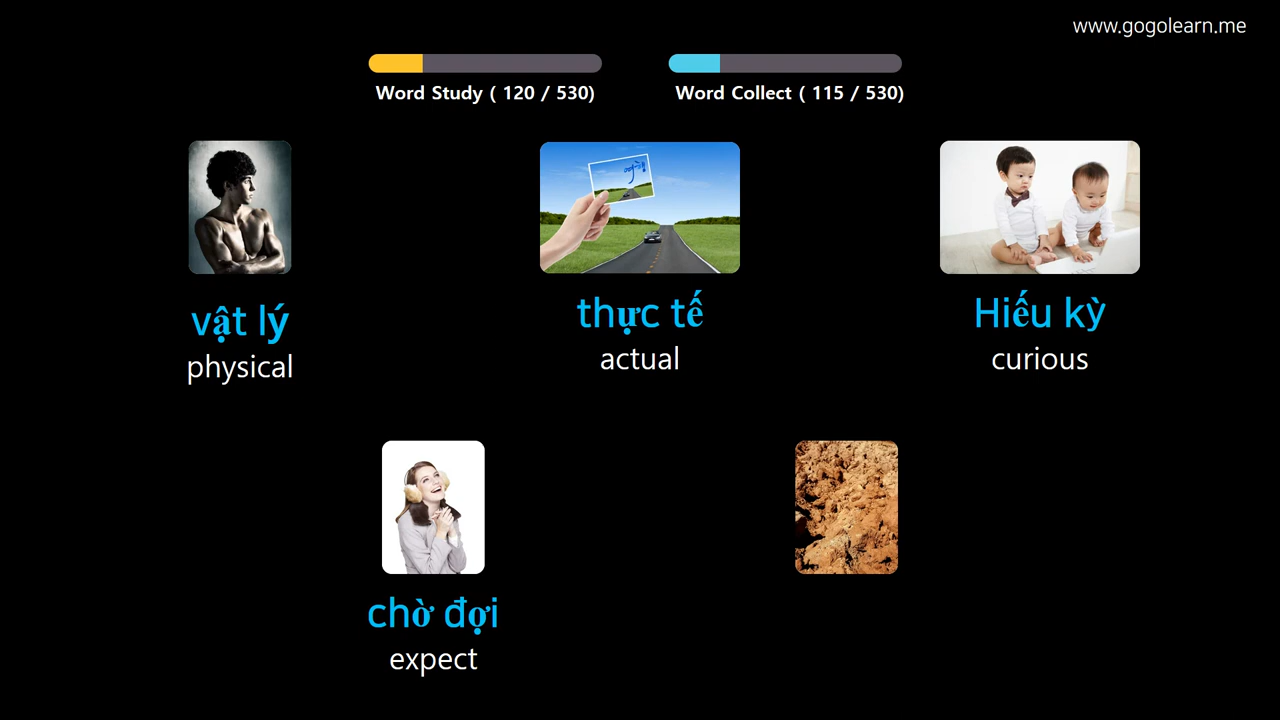 www.gogolearn.me
Word Study ( 120 / 530)
Word Collect ( 115 / 530)
vật lý
physical
thực tế
actual
Hiếu kỳ
curious
chờ đợi
expect